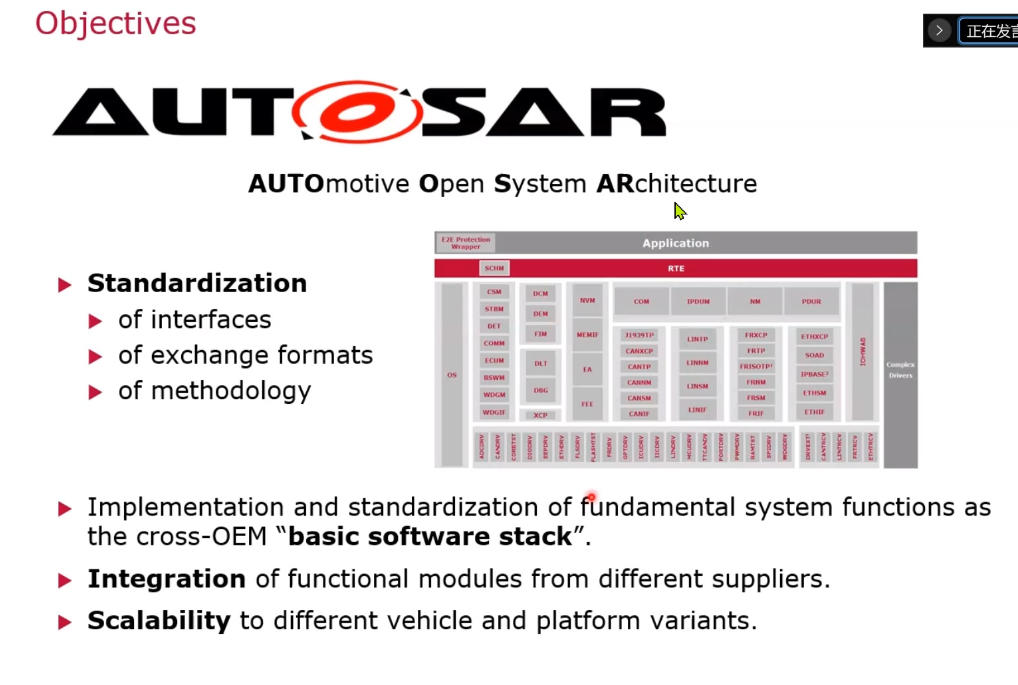 Objectives
正在发言
AUTOSAR
AUTOmotive Open System ARchitecture
E2E Protection
Wrapper
Application
SCHM
RTE
▶ Standardization
▶ of interfaces
▶ of exchange formats
▶ of methodology
OS
CSM
STBM
DET
COMM
ECUM
BSWM
WDGM
WDGIF
DCM
DEM
FIM
DLT
DBG
XCP
NVM
MEMIF
EA
FEE
COM
IPDUM
NM
PDUR
J1939TP
CANXCP
CANTP
CANNM
CANSM
CANIF
LINTP
LINNM
LINSM
LINIF
FRXCP
FRTP
FRISOTP¹
FRNM
FRSM
FRIF
ETHXCP
SOAD
IPBASE²
ETHSM
ETHIF
IOHWAB
Complex
Drivers
ADCDRV
CANDRV
CORETST
DIODRV
EEPDRV
ETHDRV
FLSDRV
FLASHTST
FRDRV
GPTDRV
ICUDRV
IICDRV
LINDRV
MCUDRV
TTCANDV
PORTDRV
PWMDRV
RAMTST
SPIDRV
WDGDRV
CANTRCV
LINTRCV
FRTRCV
ETHTRCV
▶ Implementation and standardization of fundamental system functions as
the cross-OEM “basic software stack”.
▶ Integration of functional modules from different suppliers.
▶ Scalability to different vehicle and platform variants.